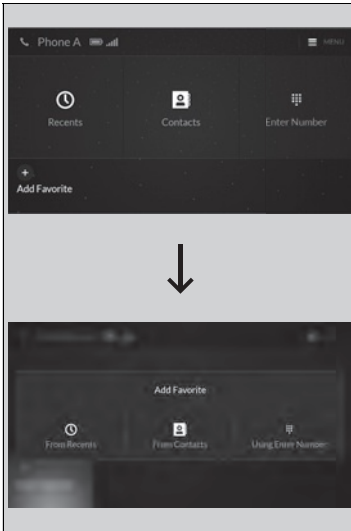 Phone A
MENU
Recents
Contacts
Enter Number
Add Favorite
Add Favorite
From Recents
From Contacts
Using Enter Number